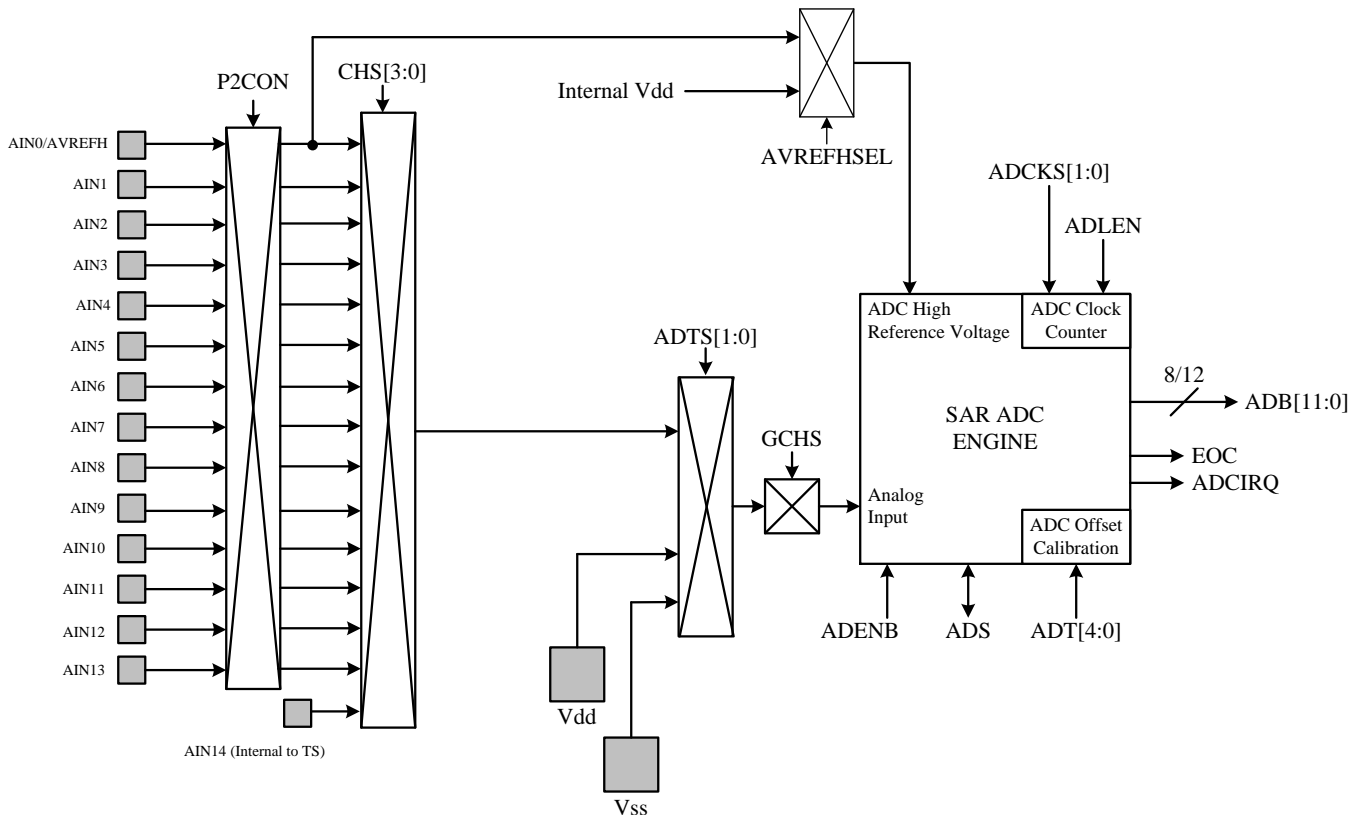 P2CON
CHS[3:0]
Internal Vdd
AVREFHSEL
AIN0/AVREFH
AIN1
AIN2
AIN3
AIN4
AIN5
AIN6
AIN7
AIN8
AIN9
AIN10
AIN11
AIN12
AIN13
AIN14 (Internal to TS)
ADTS[1:0]
GCHS
Vdd
Vss
ADCKS[1:0]
ADLEN
ADC High
Reference Voltage
ADC Clock
Counter
SAR ADC
ENGINE
Analog
Input
ADC Offset
Calibration
8/12
ADB[11:0]
EOC
ADCIRQ
ADENB
ADS
ADT[4:0]